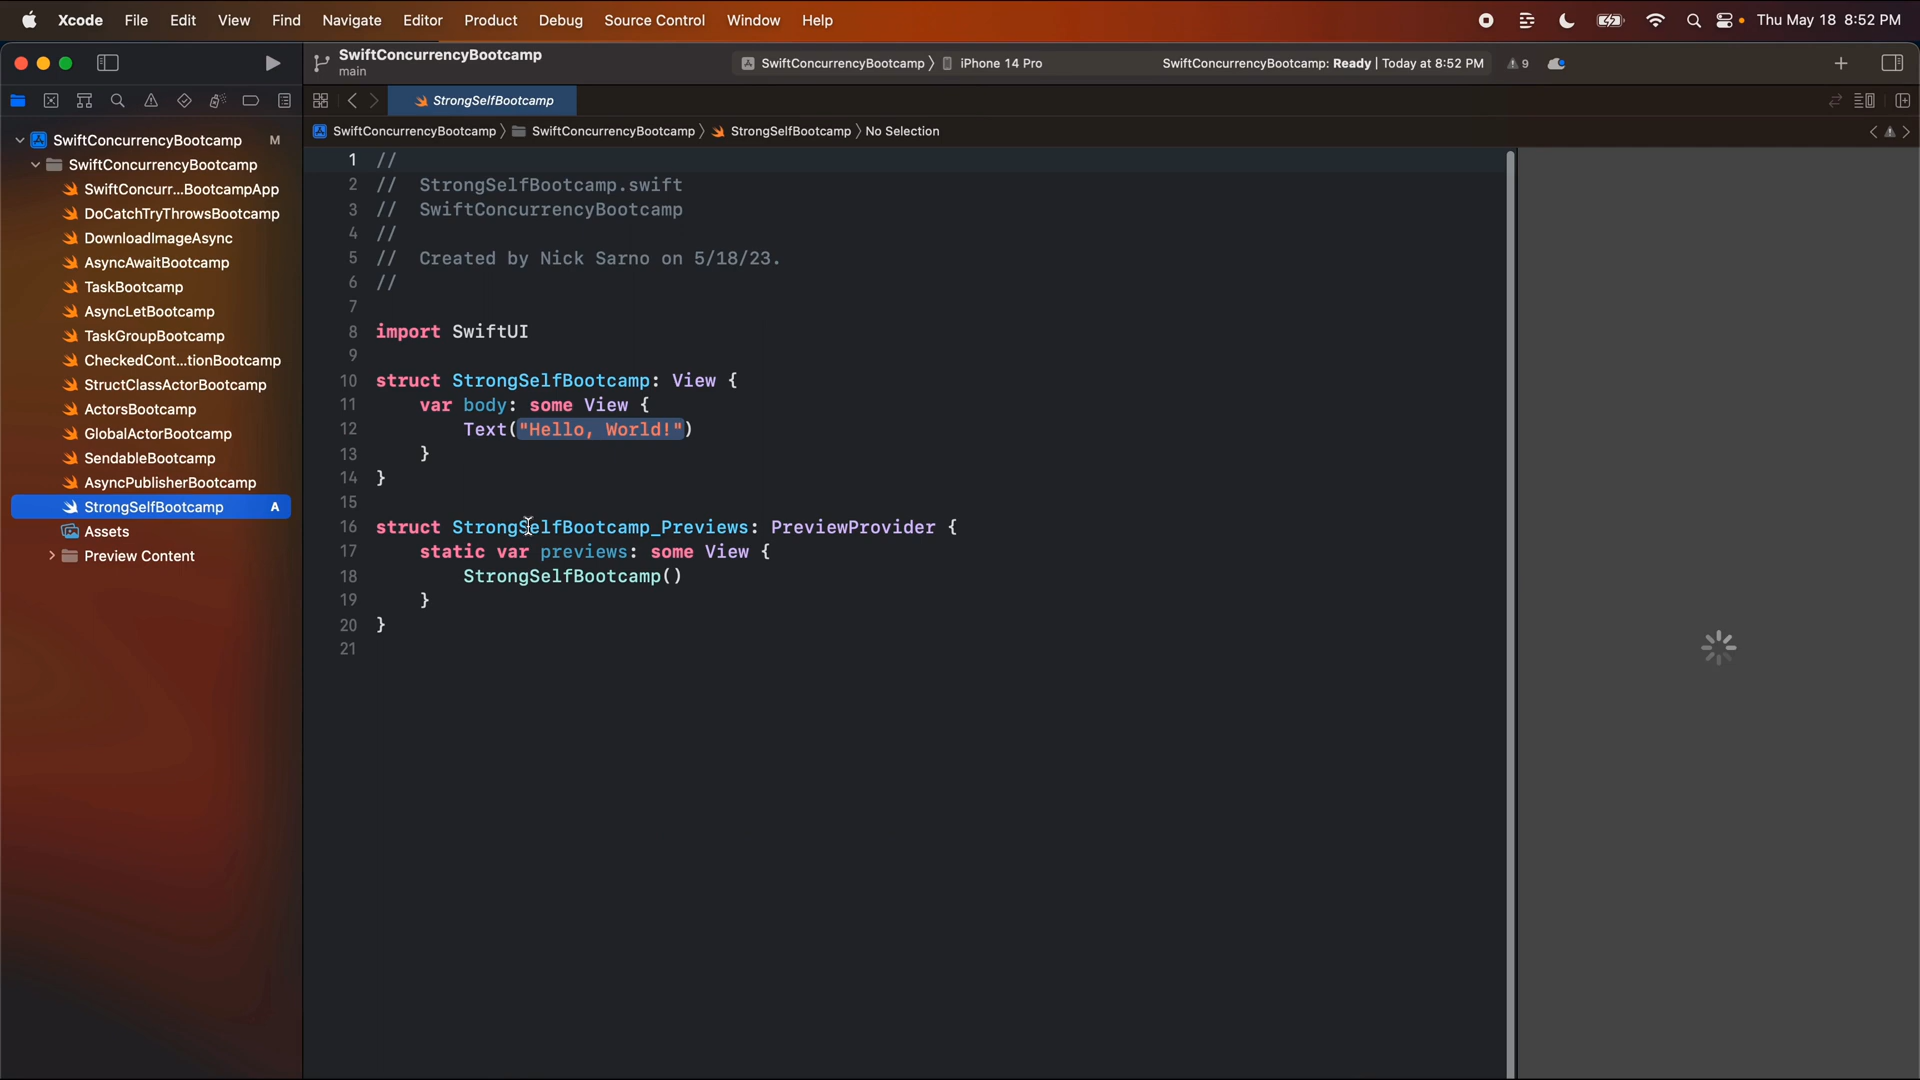 Xcode File Edit View Find Navigate Editor Product Debug Source Control Window Help Thu May 18 8:52 PM
SwiftConcurrencyBootcamp
main
SwiftConcurrencyBootcamp 〉 iPhone 14 Pro
SwiftConcurrencyBootcamp: Ready | Today at 8:52 PM
9
StrongSelfBootcamp
SwiftConcurrencyBootcamp 〉 SwiftConcurrencyBootcamp 〉 StrongSelfBootcamp 〉 No Selection
SwiftConcurrencyBootcamp M
SwiftConcurrencyBootcamp
SwiftConcurr...BootcampApp
DoCatchTryThrowsBootcamp
DownloadImageAsync
AsyncAwaitBootcamp
TaskBootcamp
AsyncLetBootcamp
TaskGroupBootcamp
CheckedCont...tionBootcamp
StructClassActorBootcamp
ActorsBootcamp
GlobalActorBootcamp
SendableBootcamp
AsyncPublisherBootcamp
StrongSelfBootcamp A
Assets
Preview Content
1 //
2 //  StrongSelfBootcamp.swift
3 //  SwiftConcurrencyBootcamp
4 //
5 //  Created by Nick Sarno on 5/18/23.
6 //
7
8 import SwiftUI
9
10 struct StrongSelfBootcamp: View {
11     var body: some View {
12         Text("Hello, World!")
13     }
14 }
15
16 struct StrongSelfBootcamp_Previews: PreviewProvider {
17     static var previews: some View {
18         StrongSelfBootcamp()
19     }
20 }
21